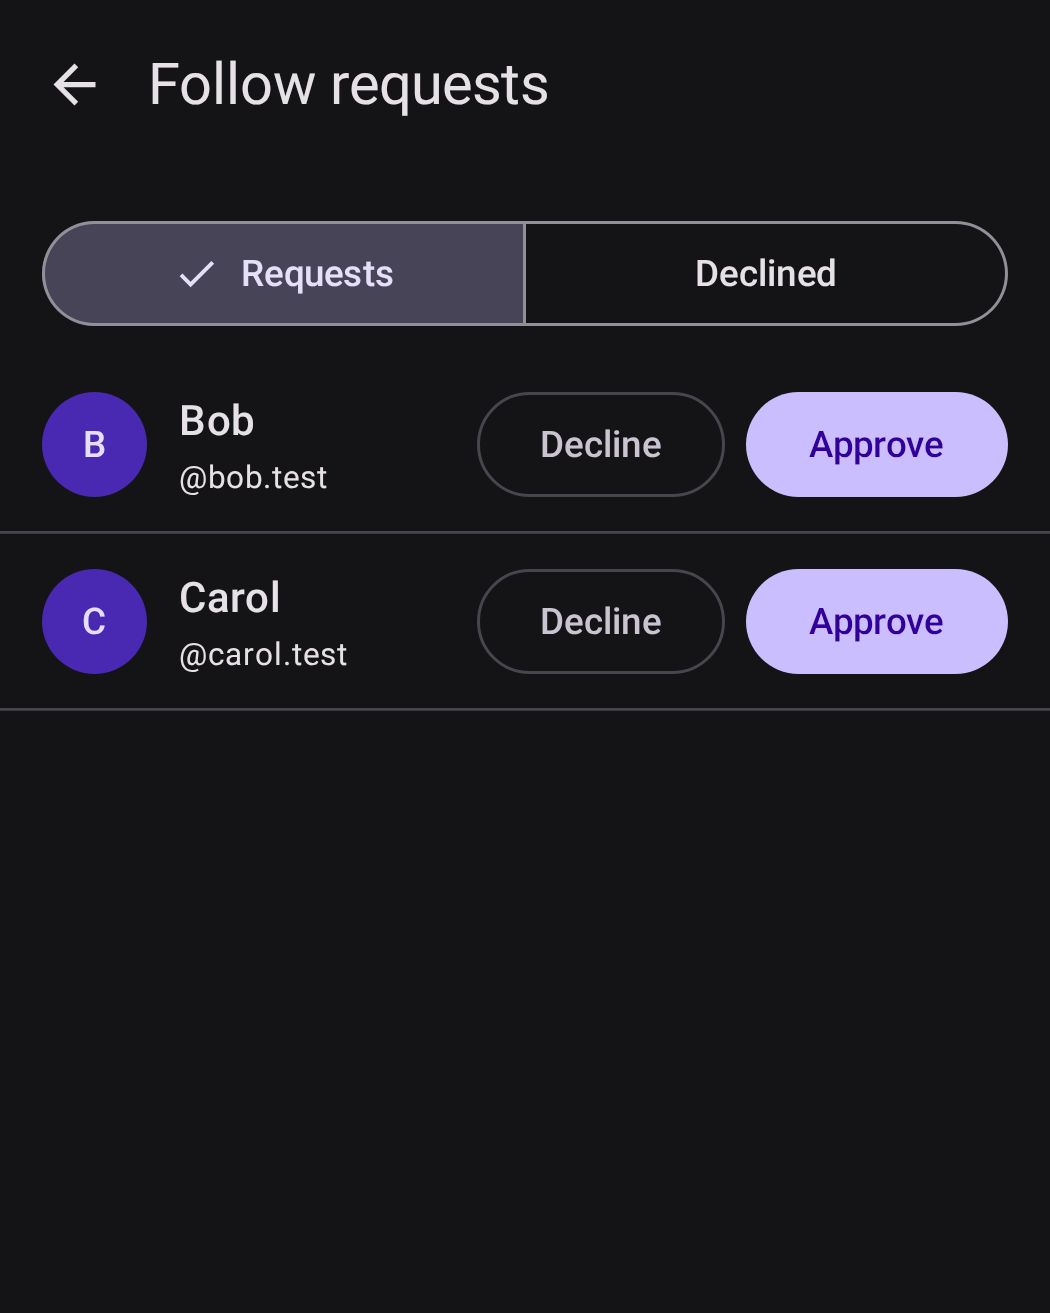 Follow requests
Requests
Declined
B
Bob
@bob.test
Decline
Approve
C
Carol
@carol.test
Decline
Approve